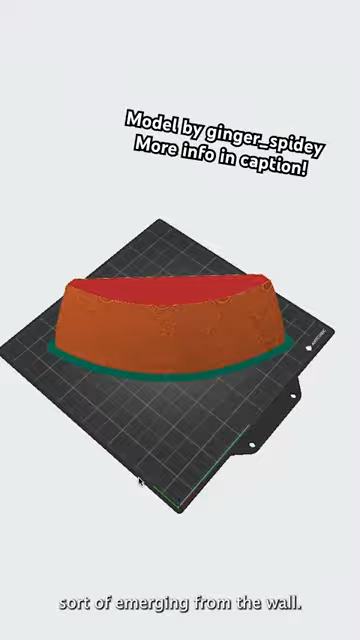 Model by ginger_spidey
More info in caption!
sort of emerging from the wall.